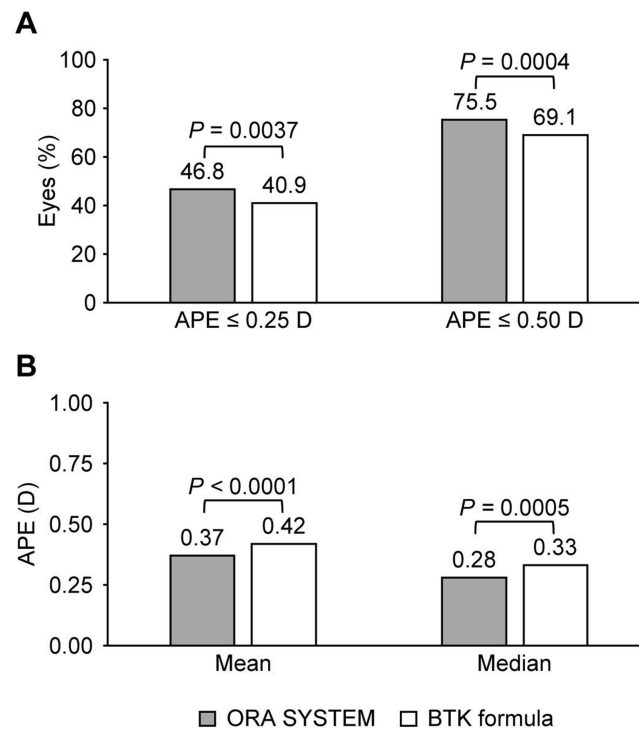 A
100
80
60
40
20
0
Eyes (%)
P = 0.0037
46.8
40.9
P = 0.0004
75.5
69.1
APE ≤ 0.25 D
APE ≤ 0.50 D
B
1.00
0.75
0.50
0.25
0.00
APE (D)
P < 0.0001
0.37
0.42
P = 0.0005
0.28
0.33
Mean
Median
ORA SYSTEM
BTK formula